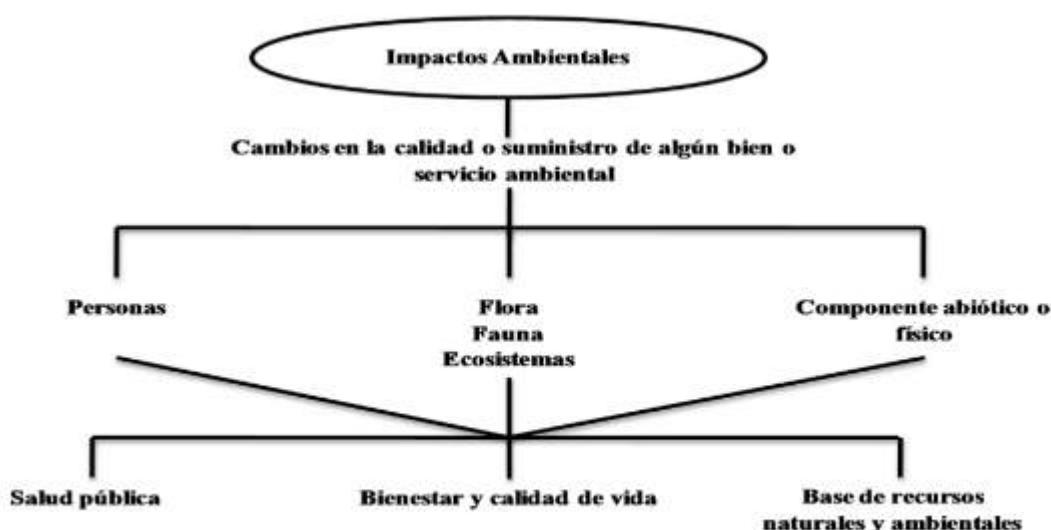 Impactos Ambientales
Cambios en la calidad o suministro de algún bien o
servicio ambiental
Personas
Flora
Fauna
Ecosistemas
Componente abiótico o
físico
Salud pública
Bienestar y calidad de vida
Base de recursos
naturales y ambientales